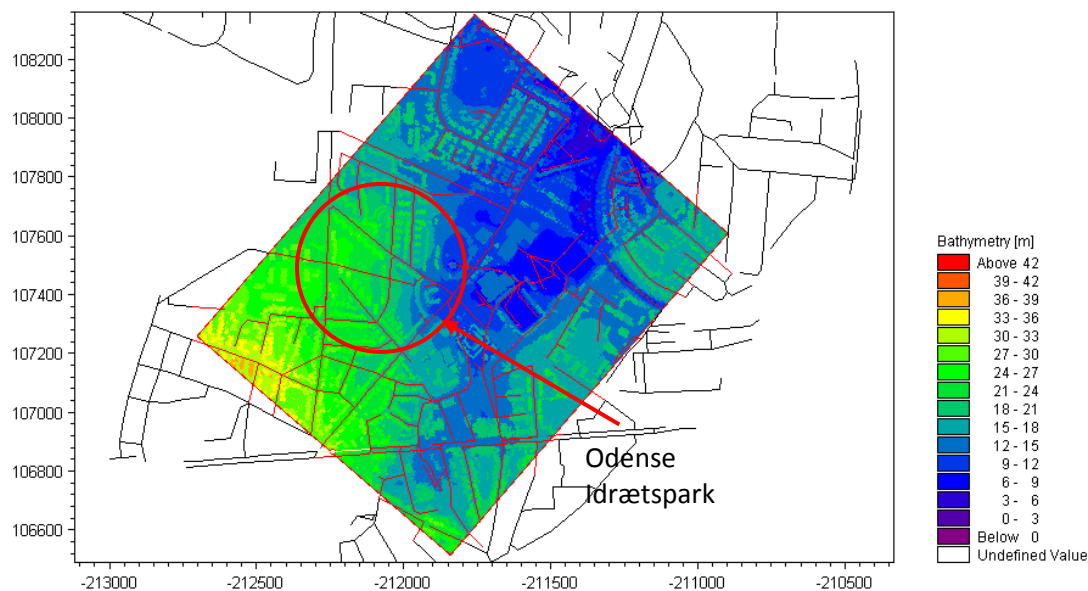 108200
108000
107800
107600
107400
107200
107000
106800
106600
-213000
-212500
-212000
-211500
-211000
-210500
Odense
Idrætspark
Bathymetry [m]
Above 42
39 - 42
36 - 39
33 - 36
30 - 33
27 - 30
24 - 27
21 - 24
18 - 21
15 - 18
12 - 15
9 - 12
6 - 9
3 - 6
0 - 3
Below 0
Undefined Value